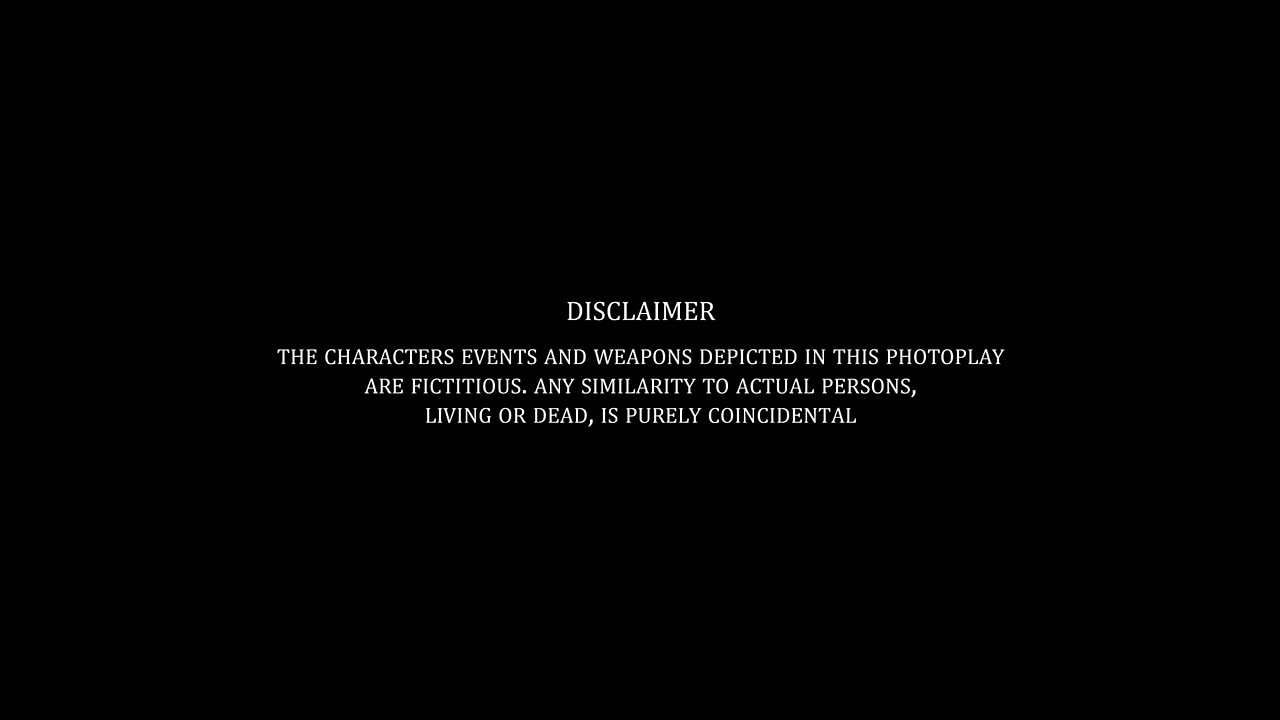 DISCLAIMER
THE CHARACTERS EVENTS AND WEAPONS DEPICTED IN THIS PHOTOPLAY
ARE FICTITIOUS. ANY SIMILARITY TO ACTUAL PERSONS,
LIVING OR DEAD, IS PURELY COINCIDENTAL